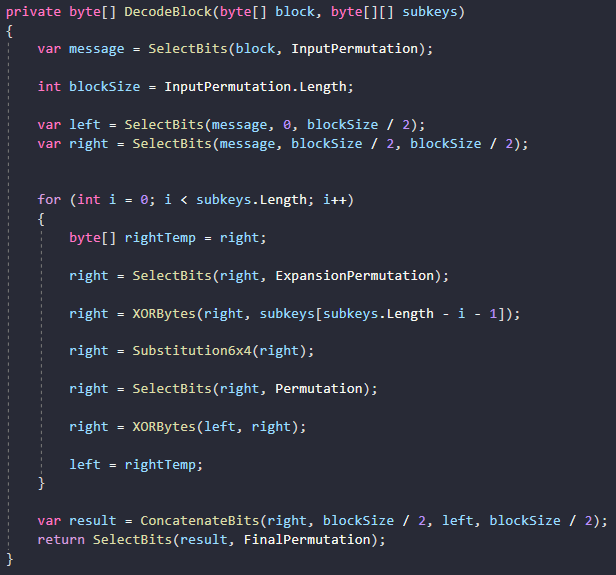 private byte[] DecodeBlock(byte[] block, byte[][] subkeys)
{
    var message = SelectBits(block, InputPermutation);

    int blockSize = InputPermutation.Length;

    var left = SelectBits(message, 0, blockSize / 2);
    var right = SelectBits(message, blockSize / 2, blockSize / 2);


    for (int i = 0; i < subkeys.Length; i++)
    {
        byte[] rightTemp = right;

        right = SelectBits(right, ExpansionPermutation);

        right = XORBytes(right, subkeys[subkeys.Length - i - 1]);

        right = Substitution6x4(right);

        right = SelectBits(right, Permutation);

        right = XORBytes(left, right);

        left = rightTemp;
    }

    var result = ConcatenateBits(right, blockSize / 2, left, blockSize / 2);
    return SelectBits(result, FinalPermutation);
}